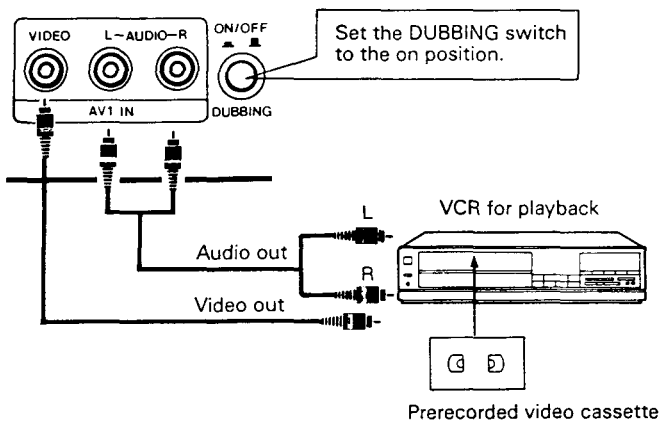 VIDEO L–AUDIO–R
ON/OFF
Set the DUBBING switch
to the on position.
AV1 IN
DUBBING
L
VCR for playback
Audio out
R
Video out
Prerecorded video cassette